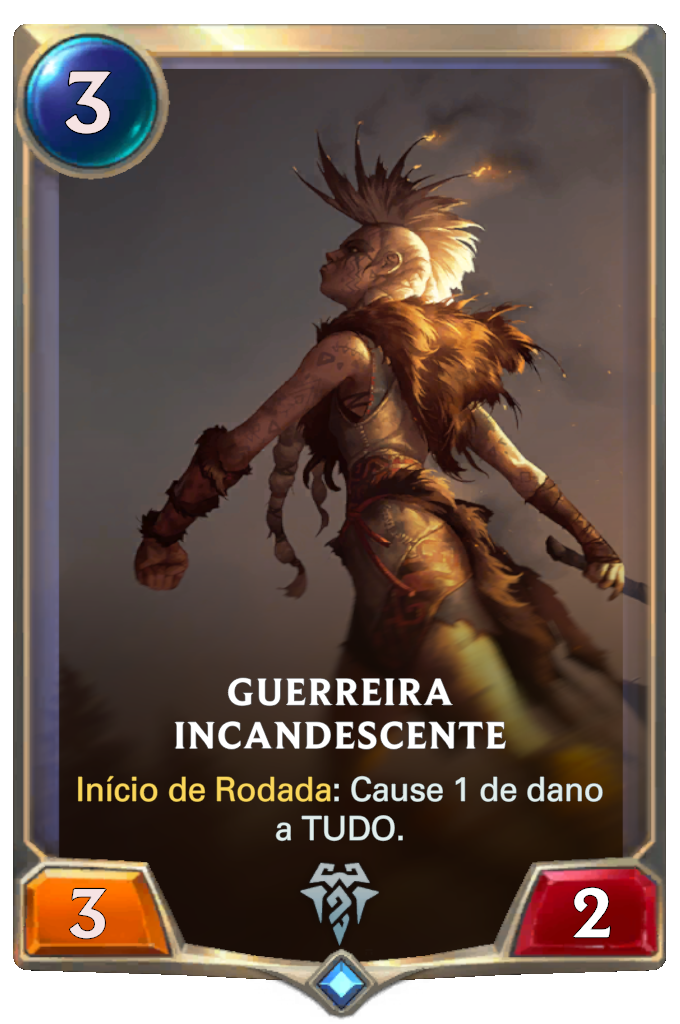 3
GUERREIRA
INCANDESCENTE
Início de Rodada: Cause 1 de dano
a TUDO.
3
2